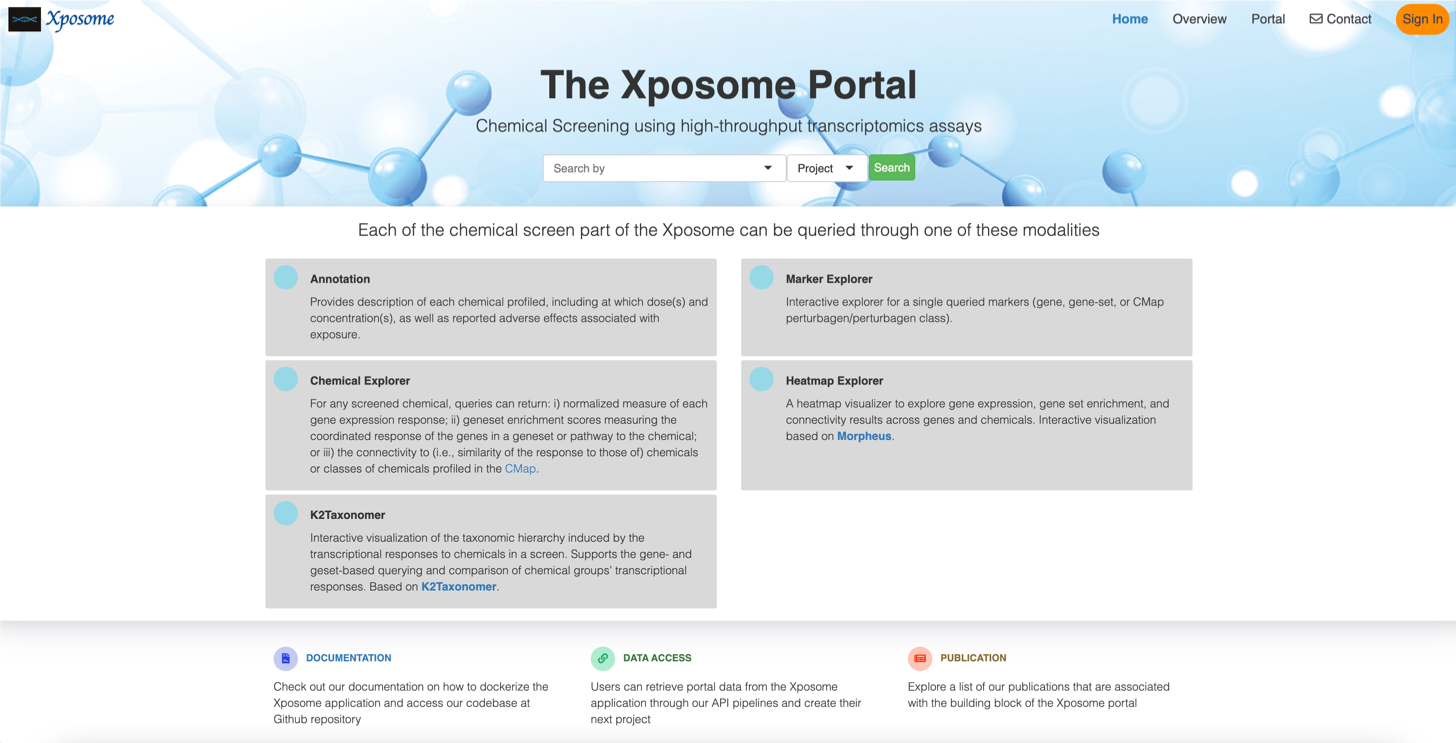 Xposome
Home
Overview
Portal
Contact
Sign In
The Xposome Portal
Chemical Screening using high-throughput transcriptomics assays
Search by
Project
Search
Each of the chemical screen part of the Xposome can be queried through one of these modalities
Annotation
Provides description of each chemical profiled, including at which dose(s) and
concentration(s), as well as reported adverse effects associated with
exposure.
Marker Explorer
Interactive explorer for a single queried markers (gene, gene-set, or CMap
perturbagen/perturbagen class).
Chemical Explorer
For any screened chemical, queries can return: i) normalized measure of each
gene expression response; ii) geneset enrichment scores measuring the
coordinated response of the genes in a geneset or pathway to the chemical;
or iii) the connectivity to (i.e., similarity of the response to those of) chemicals
or classes of chemicals profiled in the CMap.
Heatmap Explorer
A heatmap visualizer to explore gene expression, gene set enrichment, and
connectivity results across genes and chemicals. Interactive visualization
based on Morpheus.
K2Taxonomer
Interactive visualization of the taxonomic hierarchy induced by the
transcriptional responses to chemicals in a screen. Supports the gene- and
geset-based querying and comparison of chemical groups' transcriptional
responses. Based on K2Taxonomer.
DOCUMENTATION
Check out our documentation on how to dockerize the
Xposome application and access our codebase at
Github repository
DATA ACCESS
Users can retrieve portal data from the Xposome
application through our API pipelines and create their
next project
PUBLICATION
Explore a list of our publications that are associated
with the building block of the Xposome portal